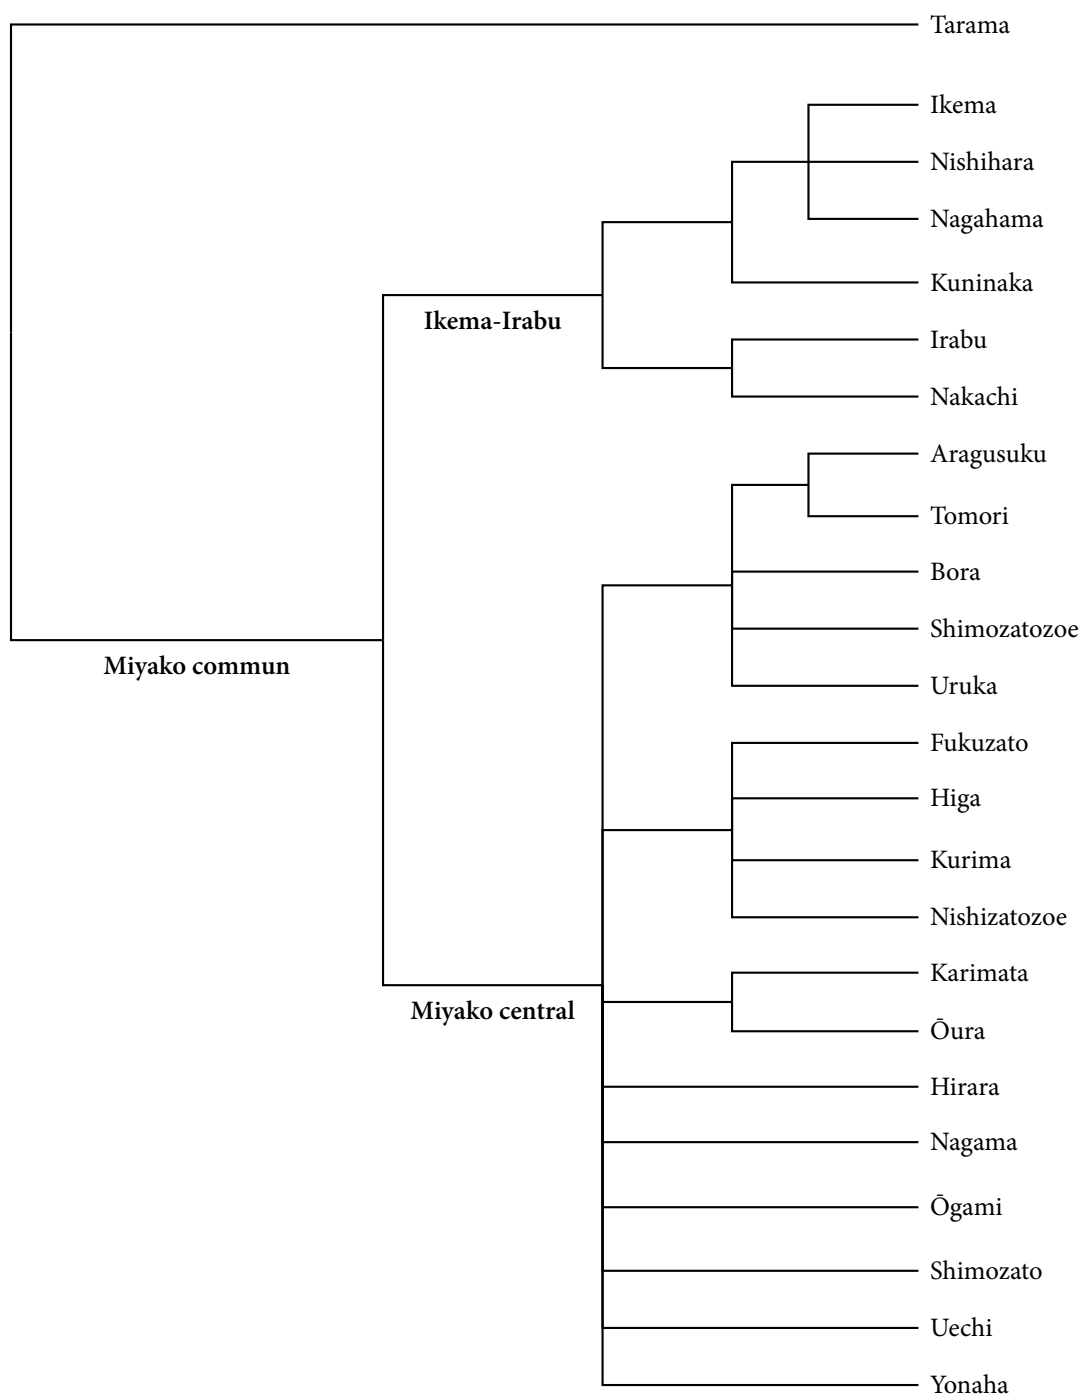 Tarama
Ikema
Nishihara
Nagahama
Kuninaka
Ikema-Irabu
Irabu
Nakachi
Aragusuku
Tomori
Bora
Shimozatozoe
Miyako commun
Uruka
Fukuzato
Higa
Kurima
Nishizatozoe
Karimata
Miyako central
Ōura
Hirara
Nagama
Ōgami
Shimozato
Uechi
Yonaha